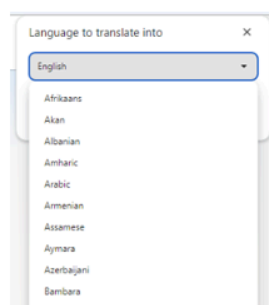 Language to translate into
English
Afrikaans
Akan
Albanian
Amharic
Arabic
Armenian
Assamese
Aymara
Azerbaijani
Bambara